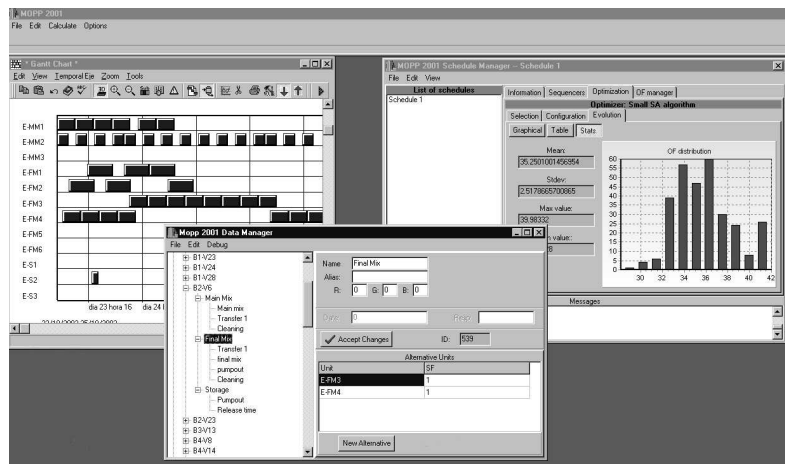 MOPP 2001
File Edit Calculate Options
* Gantt Chart *
Edit View Temporal Eje Zoom Tools
E-MM1
E-MM2
E-MM3
E-FM1
E-FM2
E-FM3
E-FM4
E-FM5
E-FM6
E-S1
E-S2
E-S3
dia 23 hora 16 dia 24
MOPP 2001 Schedule Manager -- Schedule 1
File Edit View
List of schedules
Schedule 1
Information Sequencers Optimization OF manager
Optimizer: Small SA algorithm
Selection Configuration Evolution
Graphical Table Stats
Mean:
35.2501001456954
Stdev:
2.5178665700865
Max value:
39.98332
value:
OF distribution
60
55
50
45
40
35
30
25
20
15
10
5
0
30 32 34 36 38 40 42
Messages
Mopp 2001 Data Manager
File Edit Debug
B1-V23
B1-V24
B1-V28
B2-V6
Main Mix
Main mix
Transfer 1
Cleaning
Final Mix
Transfer 1
final mix
pumpout
Cleaning
Storage
Pumpout
Release time
B2-V23
B3-V13
B4-V8
B4-V14
Name Final Mix
Alias:
R: 0 G: 0 B: 0
Data: 0 Resp:
Accept Changes ID: 539
Alternative Units
Unit SF
E-FM3 1
E-FM4 1
New Alternative